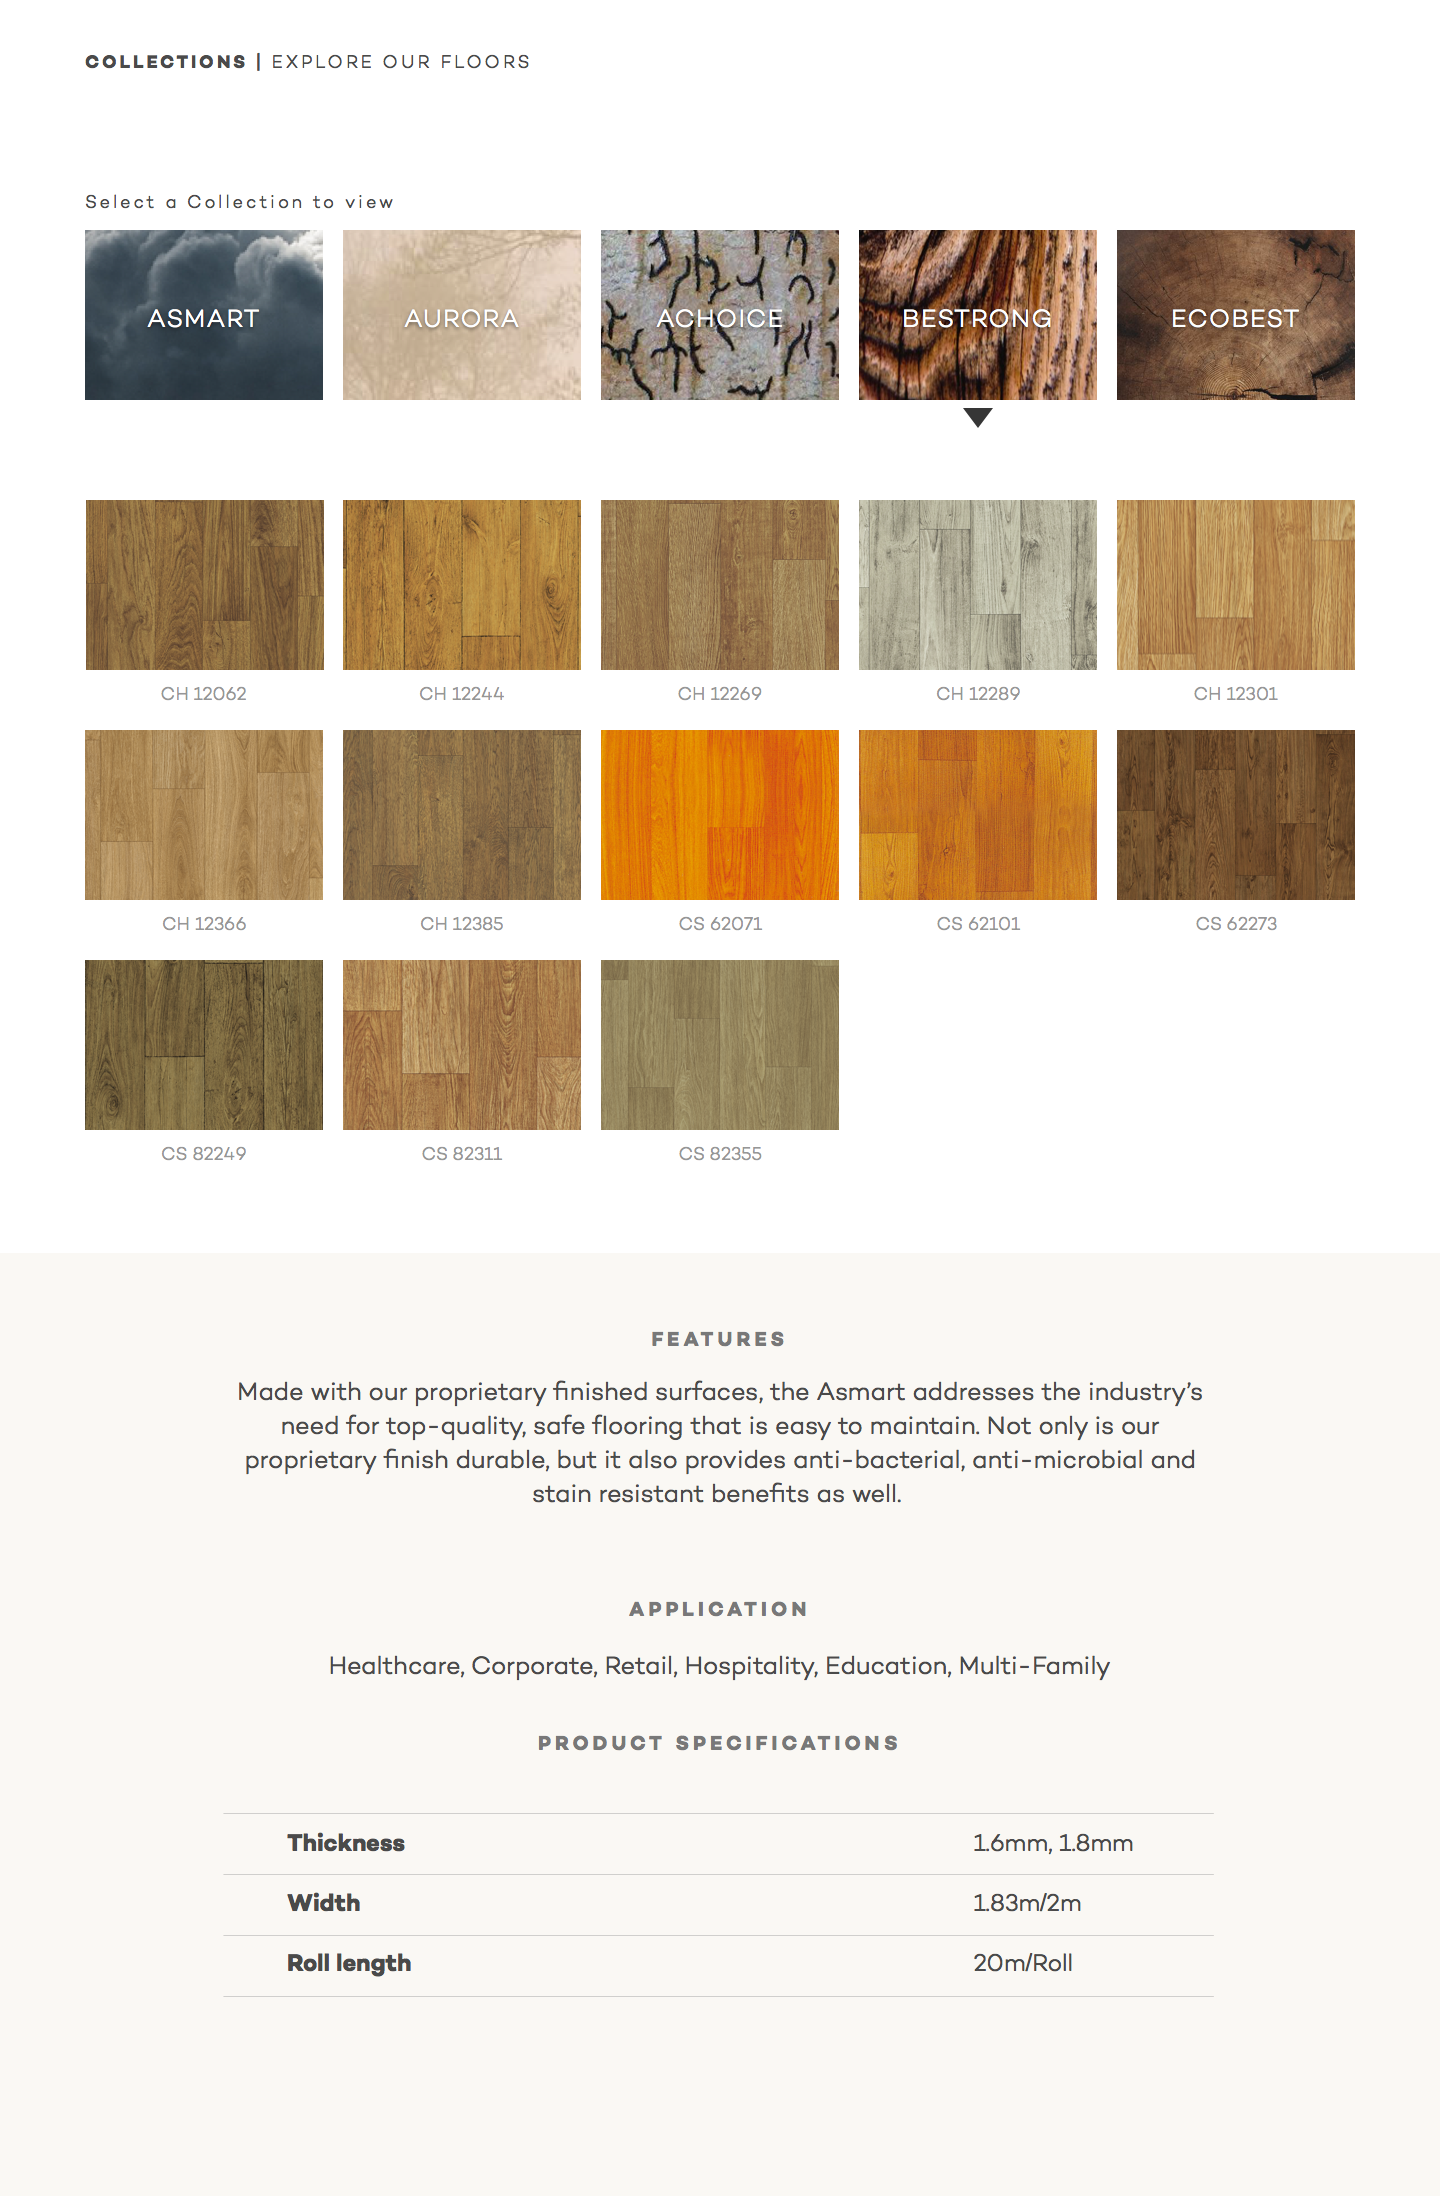 COLLECTIONS | EXPLORE OUR FLOORS
Select a Collection to view
ASMART AURORA ACHOICE BESTRONG ECOBEST
CH 12062 CH 12244 CH 12269 CH 12289 CH 12301
CH 12366 CH 12385 CS 62071 CS 62101 CS 62273
CS 82249 CS 82311 CS 82355
FEATURES
Made with our proprietary finished surfaces, the Asmart addresses the industry’s
need for top-quality, safe flooring that is easy to maintain. Not only is our
proprietary finish durable, but it also provides anti-bacterial, anti-microbial and
stain resistant benefits as well.
APPLICATION
Healthcare, Corporate, Retail, Hospitality, Education, Multi-Family
PRODUCT SPECIFICATIONS
Thickness 1.6mm, 1.8mm
Width 1.83m/2m
Roll length 20m/Roll